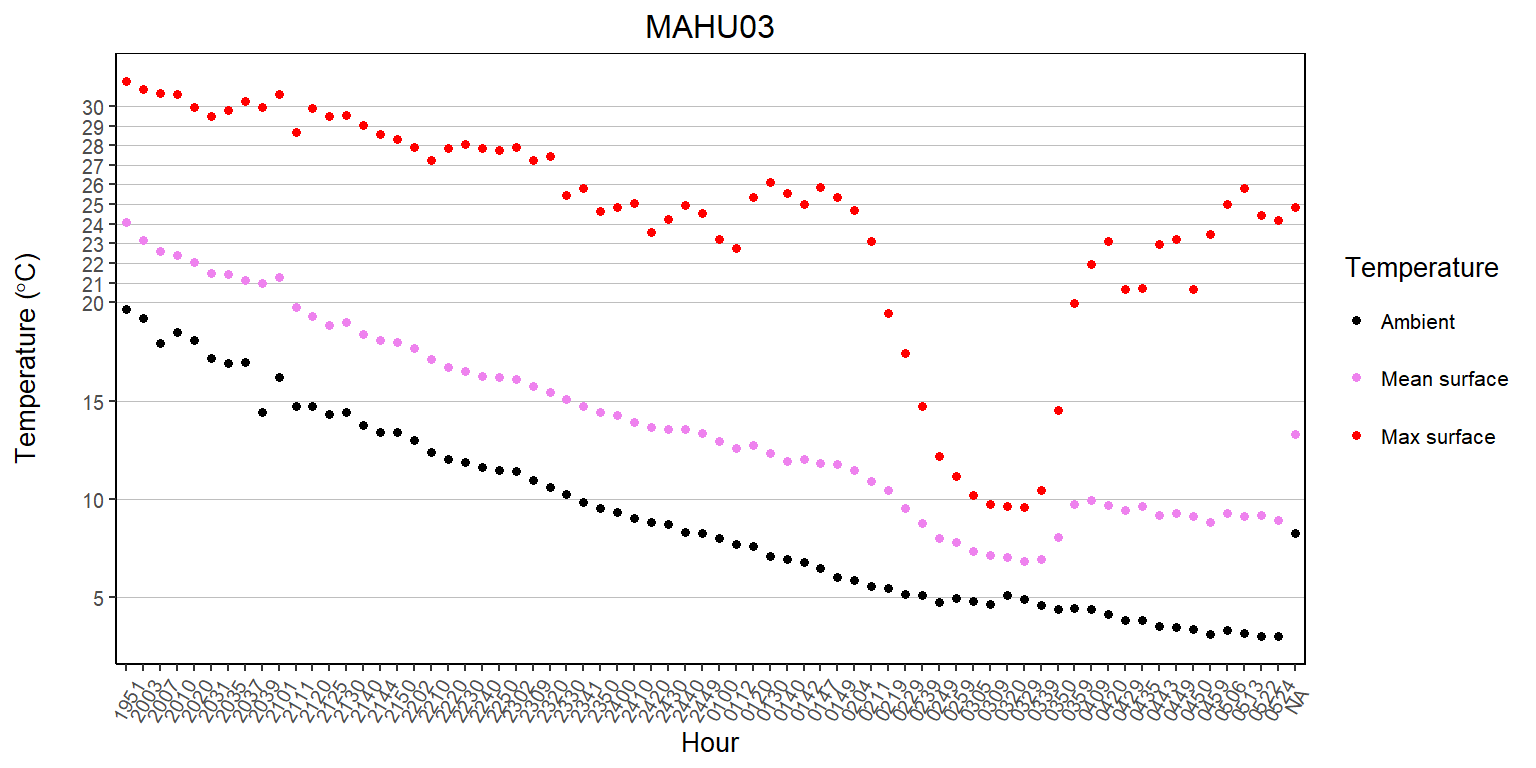 MAHU03
Temperature (°C)
30
29
28
27
26
25
24
23
22
21
20
15
10
5
1951 2003 2007 2010 2020 2031 2035 2037 2039 2101 2111 2120 2125 2130 2140 2144 2150 2202 2210 2220 2230 2240 2250 2302 2309 2320 2330 2341 2350 2400 2410 2420 2430 2440 2449 0100 0112 0120 0130 0140 0142 0147 0149 0204 0211 0219 0229 0239 0249 0259 0305 0309 0320 0329 0339 0350 0359 0409 0420 0429 0435 0443 0449 0450 0459 0506 0513 0522 0524 NA
Hour
Temperature
Ambient
Mean surface
Max surface